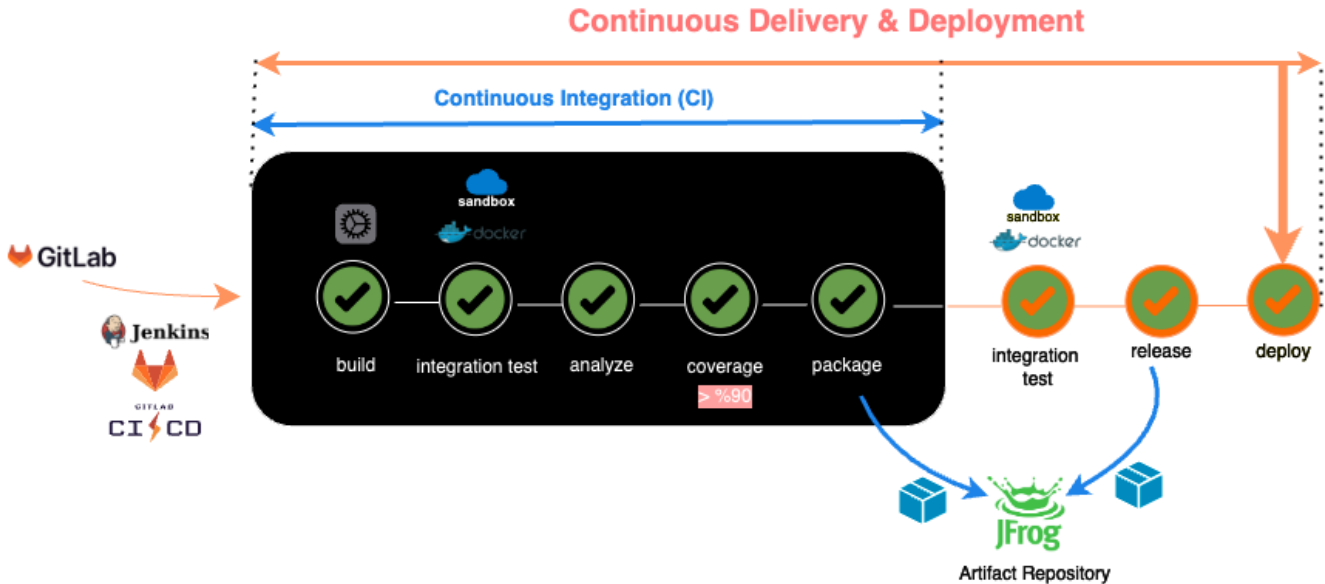 Continuous Delivery & Deployment
Continuous Integration (CI)
sandbox
docker
sandbox
docker
GitLab
Jenkins
GITLAB
CI CD
build
integration test
analyze
coverage
package
> %90
integration
test
release
deploy
JFrog
Artifact Repository